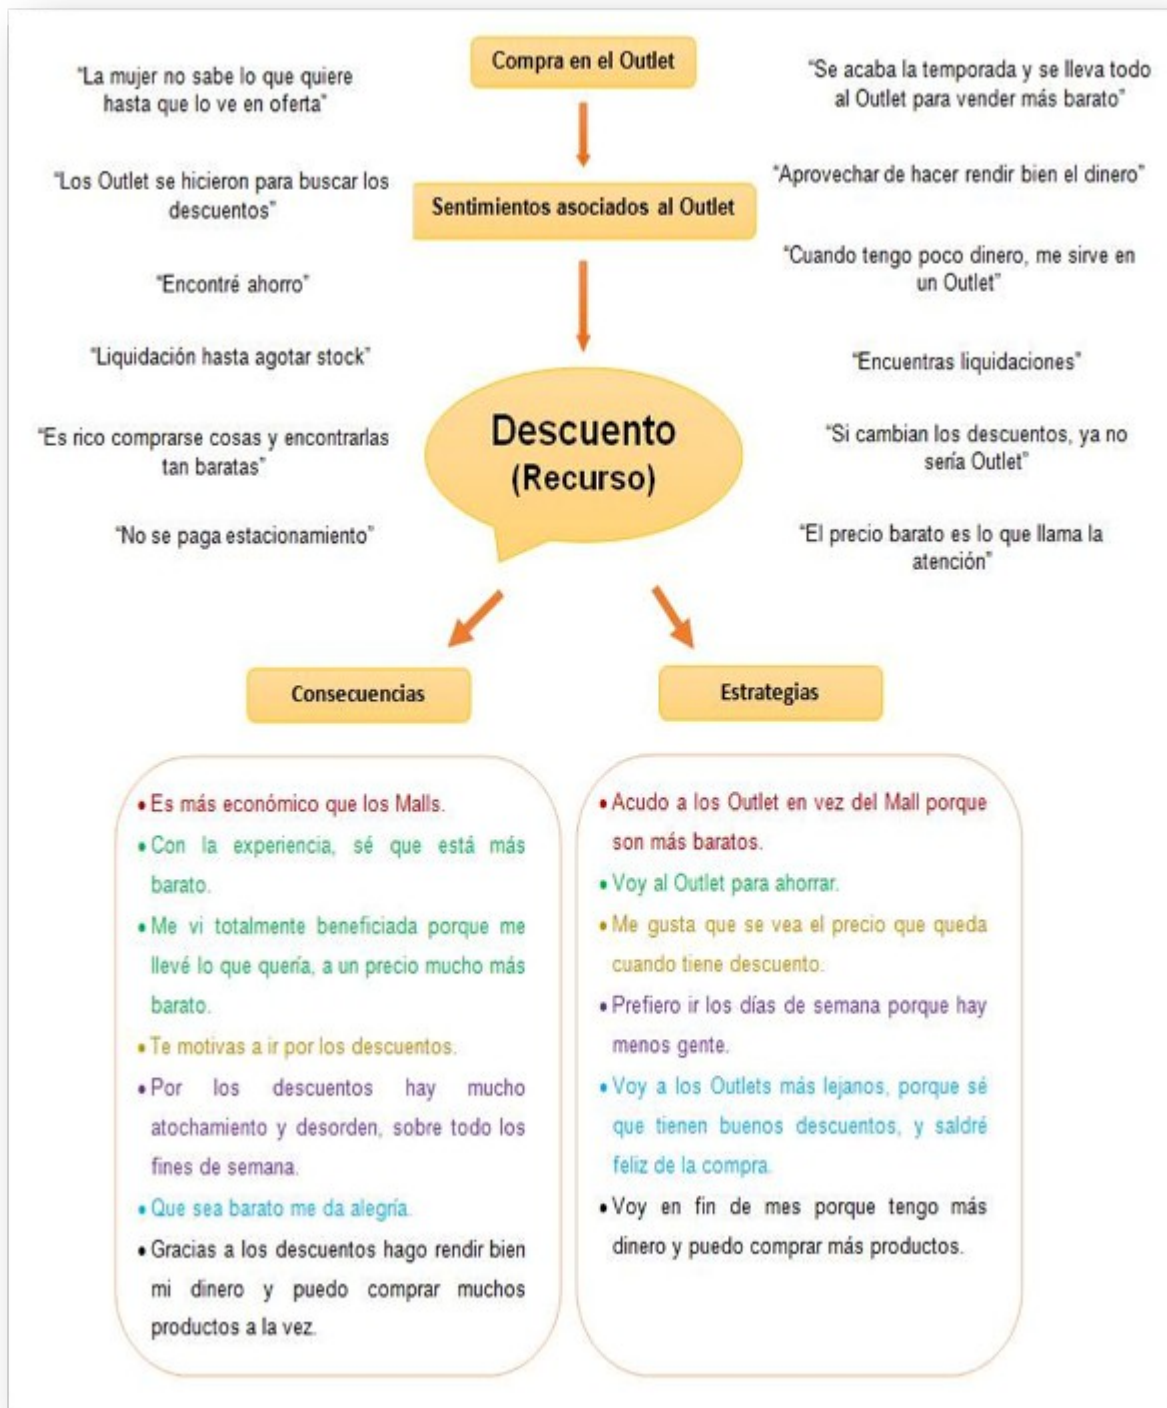 Compra en el Outlet
“La mujer no sabe lo que quiere
hasta que lo ve en oferta”
“Se acaba la temporada y se lleva todo
al Outlet para vender más barato”
“Los Outlet se hicieron para buscar los
descuentos”
Sentimientos asociados al Outlet
“Aprovechar de hacer rendir bien el dinero”
“Encontré ahorro”
“Cuando tengo poco dinero, me sirve en
un Outlet”
“Liquidación hasta agotar stock”
“Encuentras liquidaciones”
“Es rico comprarse cosas y encontrarlas
tan baratas”
Descuento
(Recurso)
“Si cambian los descuentos, ya no
sería Outlet”
“No se paga estacionamiento”
“El precio barato es lo que llama la
atención”
Consecuencias
• Es más económico que los Malls.
• Con la experiencia, sé que está más
barato.
• Me vi totalmente beneficiada porque me
llevé lo que quería, a un precio mucho más
barato.
• Te motivas a ir por los descuentos.
• Por los descuentos hay mucho
atochamiento y desorden, sobre todo los
fines de semana.
• Que sea barato me da alegría.
• Gracias a los descuentos hago rendir bien
mi dinero y puedo comprar muchos
productos a la vez.
Estrategias
• Acudo a los Outlet en vez del Mall porque
son más baratos.
• Voy al Outlet para ahorrar.
• Me gusta que se vea el precio que queda
cuando tiene descuento.
• Prefiero ir los días de semana porque hay
menos gente.
• Voy a los Outlets más lejanos, porque sé
que tienen buenos descuentos, y saldré
feliz de la compra.
• Voy en fin de mes porque tengo más
dinero y puedo comprar más productos.